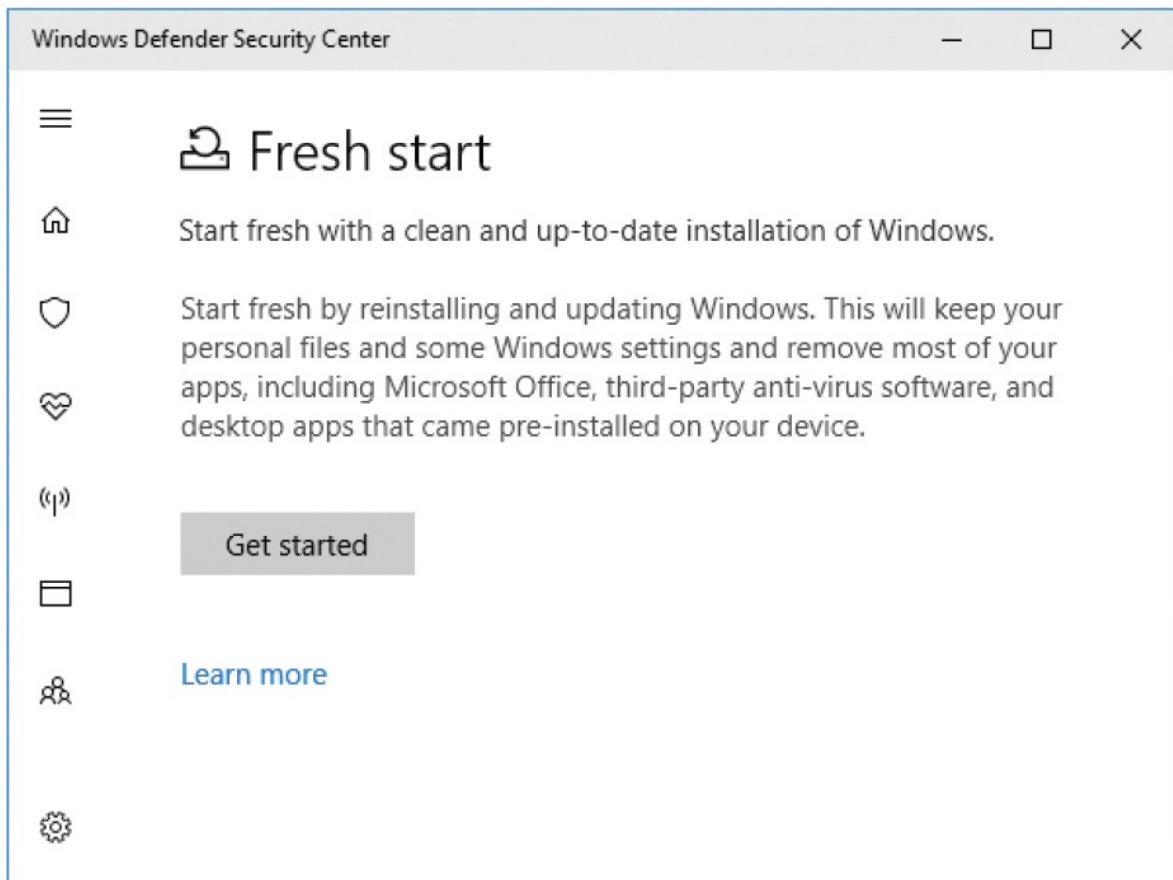 Windows Defender Security Center
Fresh start
Start fresh with a clean and up-to-date installation of Windows.
Start fresh by reinstalling and updating Windows. This will keep your
personal files and some Windows settings and remove most of your
apps, including Microsoft Office, third-party anti-virus software, and
desktop apps that came pre-installed on your device.
Get started
Learn more